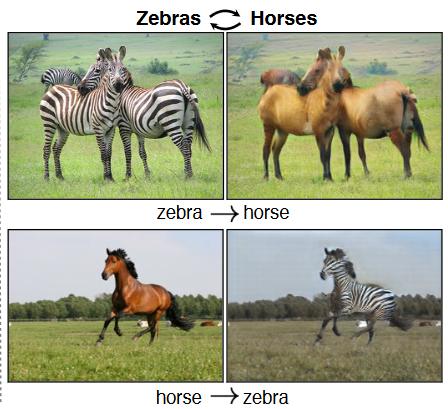 Zebras ⇄ Horses
zebra → horse
horse → zebra